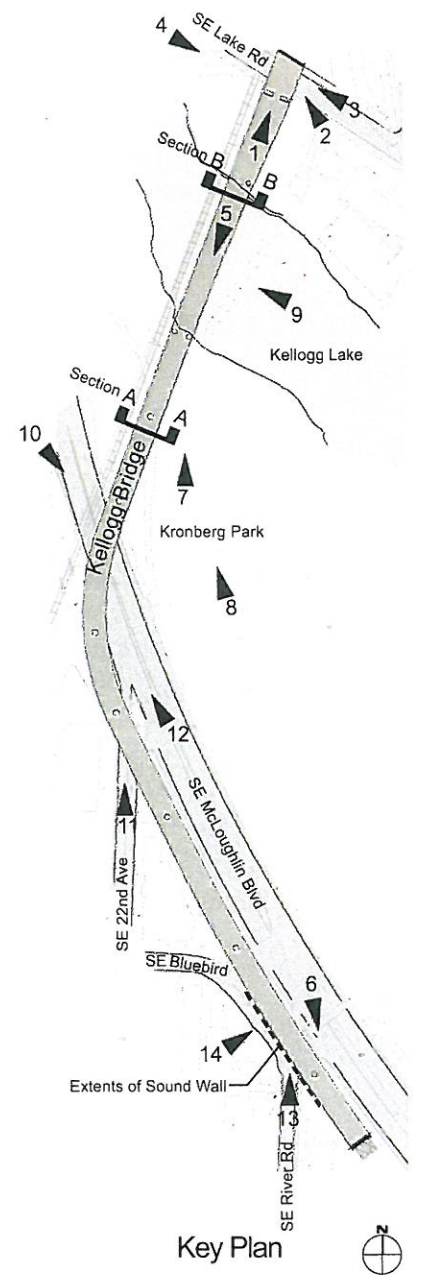 4
SE Lake Rd
3
2
1
Section B
B
5
9
Kellogg Lake
Section A
A
10
7
Kellogg Bridge
Kronberg Park
8
12
11
SE McLoughlin Blvd
SE 22nd Ave
SE Bluebird
6
14
Extents of Sound Wall
13
SE River Rd
Key Plan
N